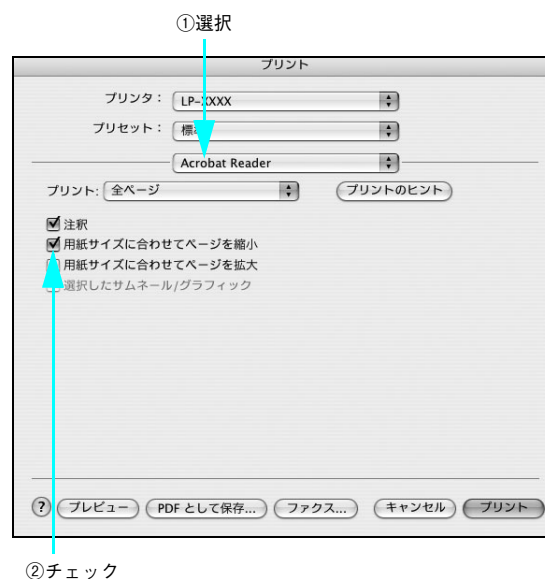 ①選択
プリント
プリンタ： LP-XXXX
プリセット： 標準
Acrobat Reader
プリント: 全ページ プリントのヒント
注釈
用紙サイズに合わせてページを縮小
用紙サイズに合わせてページを拡大
選択したサムネール/グラフィック
? プレビュー PDF として保存... ファクス... キャンセル プリント
②チェック